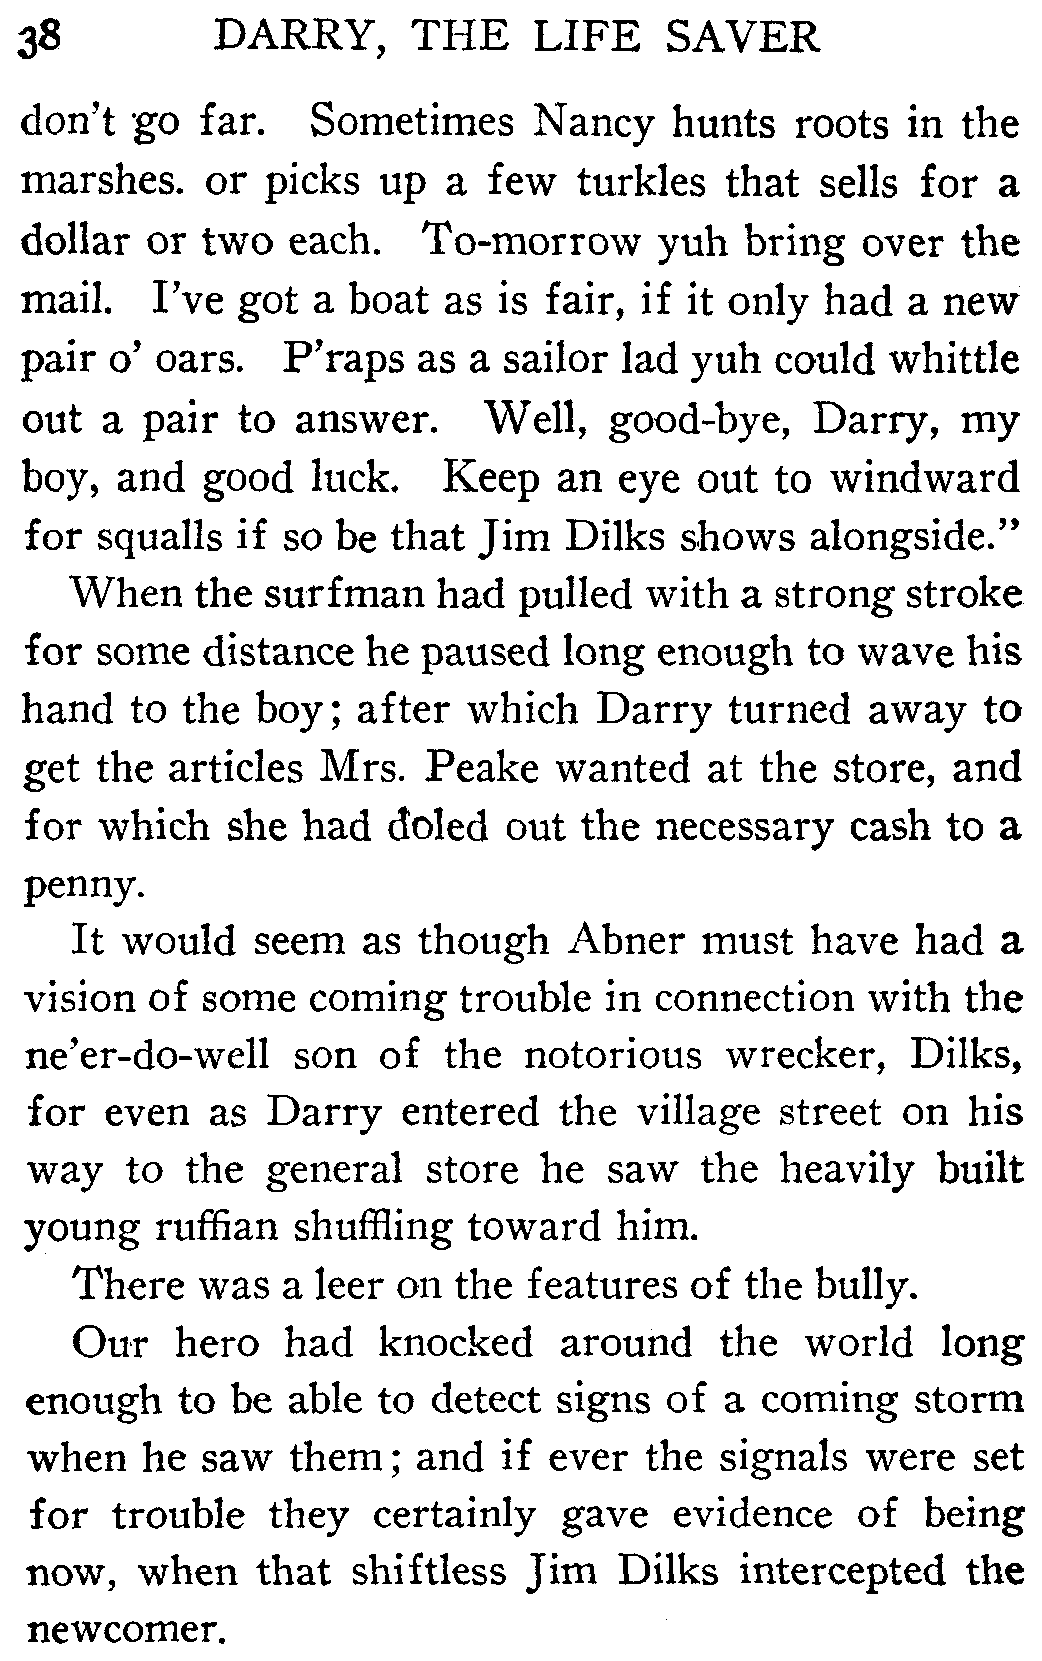 38 DARRY, THE LIFE SAVER
don't go far. Sometimes Nancy hunts roots in the
marshes. or picks up a few turkles that sells for a
dollar or two each. To-morrow yuh bring over the
mail. I've got a boat as is fair, if it only had a new
pair o' oars. P'raps as a sailor lad yuh could whittle
out a pair to answer. Well, good-bye, Darry, my
boy, and good luck. Keep an eye out to windward
for squalls if so be that Jim Dilks shows alongside."
When the surfman had pulled with a strong stroke
for some distance he paused long enough to wave his
hand to the boy; after which Darry turned away to
get the articles Mrs. Peake wanted at the store, and
for which she had doled out the necessary cash to a
penny.
It would seem as though Abner must have had a
vision of some coming trouble in connection with the
ne'er-do-well son of the notorious wrecker, Dilks,
for even as Darry entered the village street on his
way to the general store he saw the heavily built
young ruffian shuffling toward him.
There was a leer on the features of the bully.
Our hero had knocked around the world long
enough to be able to detect signs of a coming storm
when he saw them; and if ever the signals were set
for trouble they certainly gave evidence of being
now, when that shiftless Jim Dilks intercepted the
newcomer.